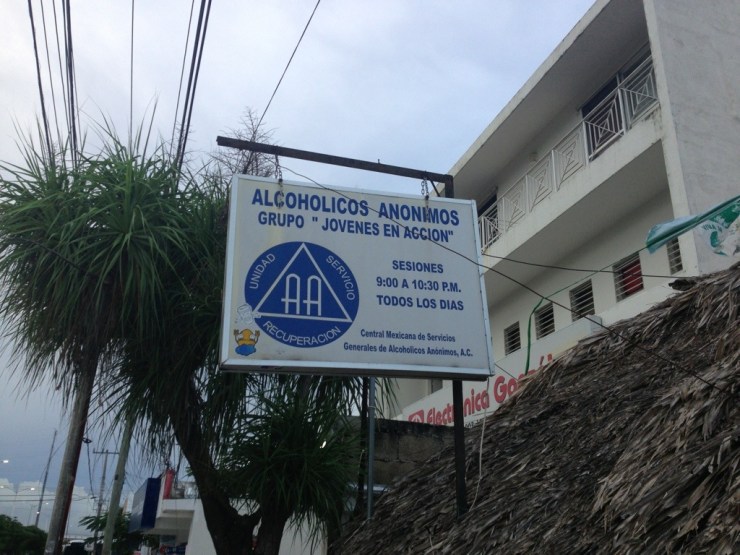 ALCOHOLICOS ANONIMOS
GRUPO " JOVENES EN ACCION"
UNIDAD SERVICIO
AA
RECUPERACION
SESIONES
9:00 A 10:30 P.M.
TODOS LOS DIAS
Central Mexicana de Servicios
Generales de Alcoholicos Anónimos, A.C.
Electrónica